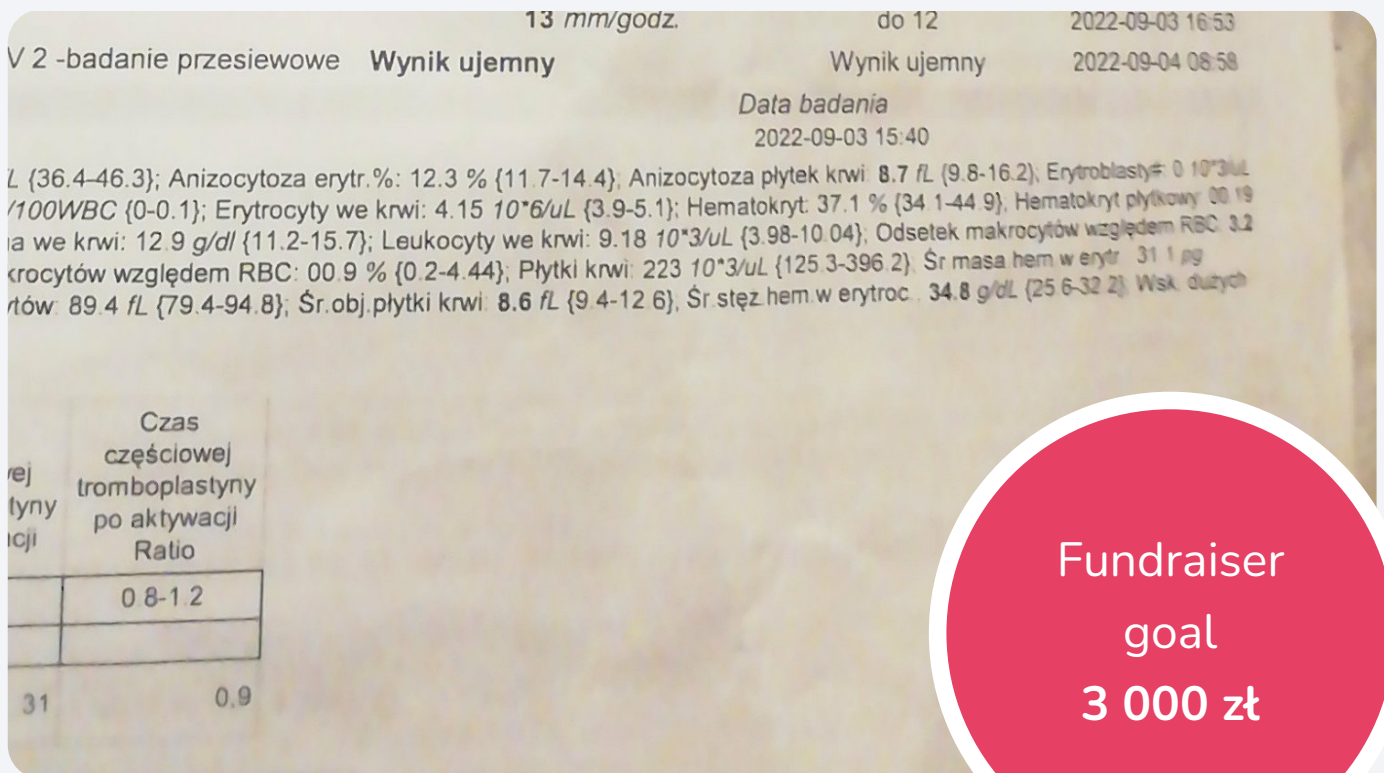 13 mm/godz. do 12 2022-09-03 16:53
V 2 -badanie przesiewowe Wynik ujemny Wynik ujemny 2022-09-04 08:58
Data badania
2022-09-03 15:40
L {36.4-46.3}; Anizocytoza erytr.%: 12.3 % {11.7-14.4}; Anizocytoza płytek krwi: 8.7 fL {9.8-16.2}; Erytroblasty#: 0 10*3/uL
/100WBC {0-0.1}; Erytrocyty we krwi: 4.15 10*6/uL {3.9-5.1}; Hematokryt: 37.1 % {34.1-44.9}, Hematokryt płytkowy: 00.19
a we krwi: 12.9 g/dl {11.2-15.7}; Leukocyty we krwi: 9.18 10*3/uL {3.98-10.04}; Odsetek makrocytów względem RBC: 3.2
krocytów względem RBC: 00.9 % {0.2-4.44}; Płytki krwi: 223 10*3/uL {125.3-396.2}; Śr masa hem w erytr. 31.1 pg
tów: 89.4 fL {79.4-94.8}; Śr.obj.płytki krwi: 8.6 fL {9.4-12.6}, Śr.stęż.hem.w erytroc.: 34.8 g/dL {25.6-32.2}; Wsk. dużych
ej
tyny
cji
Czas
częściowej
tromboplastyny
po aktywacji
Ratio
0.8-1.2
31 0,9
Fundraiser
goal
3 000 zł